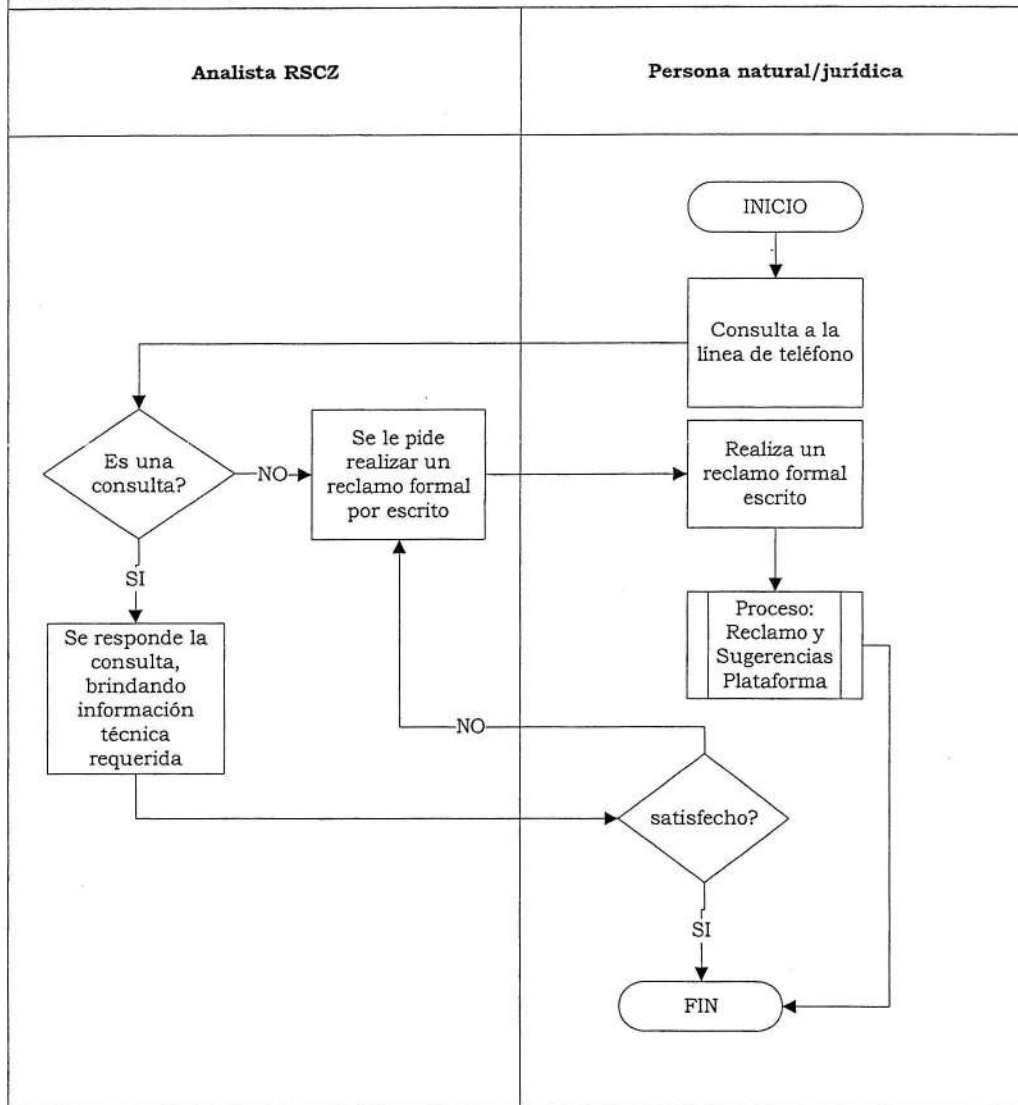 Analista RSCZ
Persona natural/jurídica
INICIO
Consulta a la
línea de teléfono
Es una
consulta?
NO
Se le pide
realizar un
reclamo formal
por escrito
Realiza un
reclamo formal
escrito
SI
Proceso:
Reclamo y
Sugerencias
Plataforma
Se responde la
consulta,
brindando
información
técnica
requerida
NO
satisfecho?
SI
FIN